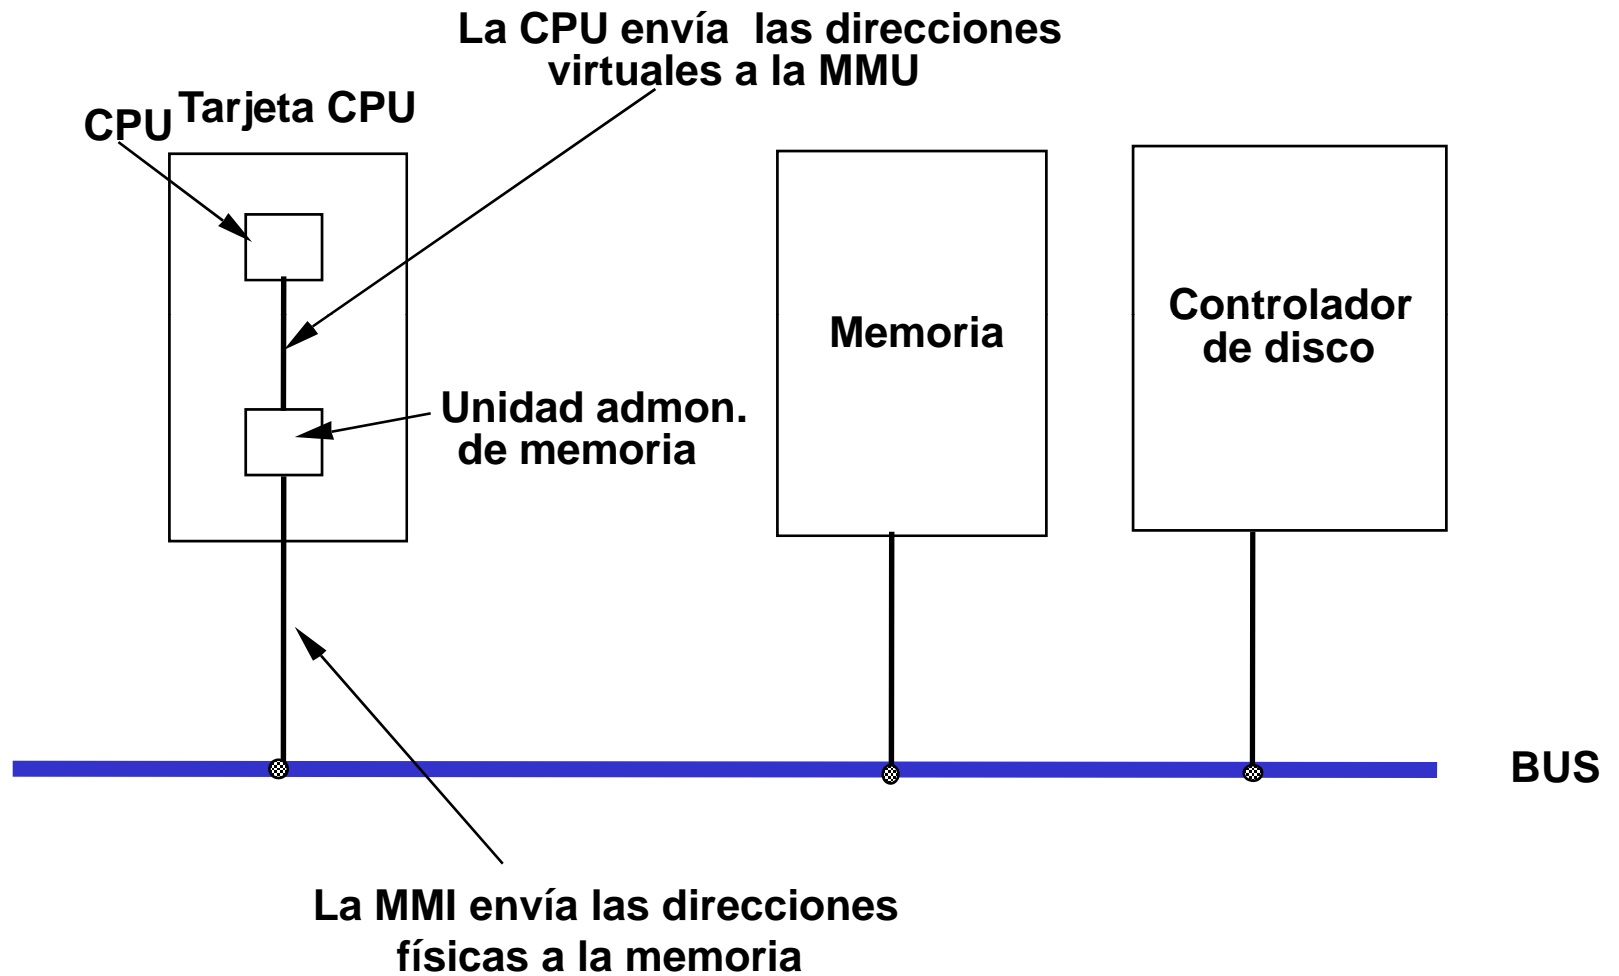 La CPU envía las direcciones
virtuales a la MMU
Tarjeta CPU
CPU
Memoria
Controlador
de disco
Unidad admon.
de memoria
BUS
La MMI envía las direcciones
físicas a la memoria